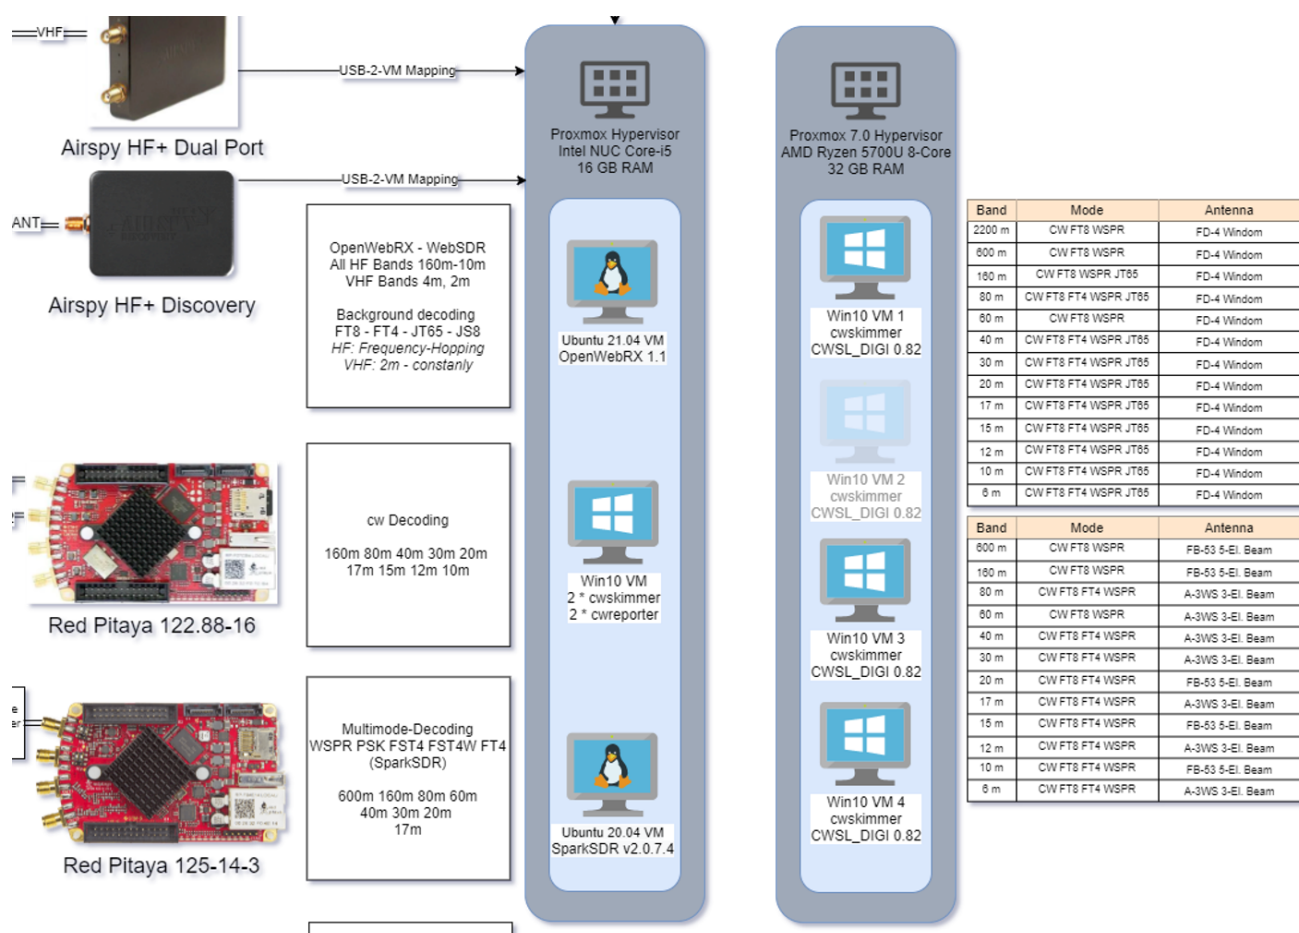 VHF
USB-2-VM Mapping
Airspy HF+ Dual Port
ANT
USB-2-VM Mapping
Airspy HF+ Discovery
OpenWebRX - WebSDR
All HF Bands 160m-10m
VHF Bands 4m, 2m
Background decoding
FT8 - FT4 - JT65 - JS8
HF: Frequency-Hopping
VHF: 2m - constanly
cw Decoding
160m 80m 40m 30m 20m
17m 15m 12m 10m
Red Pitaya 122.88-16
Multimode-Decoding
WSPR PSK FST4 FST4W FT4
(SparkSDR)
600m 160m 80m 60m
40m 30m 20m
17m
Red Pitaya 125-14-3
Proxmox Hypervisor
Intel NUC Core-i5
16 GB RAM
Ubuntu 21.04 VM
OpenWebRX 1.1
Win10 VM
2 * cwskimmer
2 * cwreporter
Ubuntu 20.04 VM
SparkSDR v2.0.7.4
Proxmox 7.0 Hypervisor
AMD Ryzen 5700U 8-Core
32 GB RAM
Win10 VM 1
cwskimmer
CWSL_DIGI 0.82
Win10 VM 2
cwskimmer
CWSL_DIGI 0.82
Win10 VM 3
cwskimmer
CWSL_DIGI 0.82
Win10 VM 4
cwskimmer
CWSL_DIGI 0.82
Band Mode Antenna
2200 m CW FT8 WSPR FD-4 Windom
600 m CW FT8 WSPR FD-4 Windom
160 m CW FT8 WSPR JT65 FD-4 Windom
80 m CW FT8 FT4 WSPR JT65 FD-4 Windom
60 m CW FT8 WSPR FD-4 Windom
40 m CW FT8 FT4 WSPR JT65 FD-4 Windom
30 m CW FT8 FT4 WSPR JT65 FD-4 Windom
20 m CW FT8 FT4 WSPR JT65 FD-4 Windom
17 m CW FT8 FT4 WSPR JT65 FD-4 Windom
15 m CW FT8 FT4 WSPR JT65 FD-4 Windom
12 m CW FT8 FT4 WSPR JT65 FD-4 Windom
10 m CW FT8 FT4 WSPR JT65 FD-4 Windom
6 m CW FT8 FT4 WSPR JT65 FD-4 Windom
Band Mode Antenna
600 m CW FT8 WSPR FB-53 5-El. Beam
160 m CW FT8 WSPR FB-53 5-El. Beam
80 m CW FT8 FT4 WSPR A-3WS 3-El. Beam
60 m CW FT8 WSPR A-3WS 3-El. Beam
40 m CW FT8 FT4 WSPR A-3WS 3-El. Beam
30 m CW FT8 FT4 WSPR A-3WS 3-El. Beam
20 m CW FT8 FT4 WSPR FB-53 5-El. Beam
17 m CW FT8 FT4 WSPR A-3WS 3-El. Beam
15 m CW FT8 FT4 WSPR FB-53 5-El. Beam
12 m CW FT8 FT4 WSPR A-3WS 3-El. Beam
10 m CW FT8 FT4 WSPR FB-53 5-El. Beam
6 m CW FT8 FT4 WSPR A-3WS 3-El. Beam